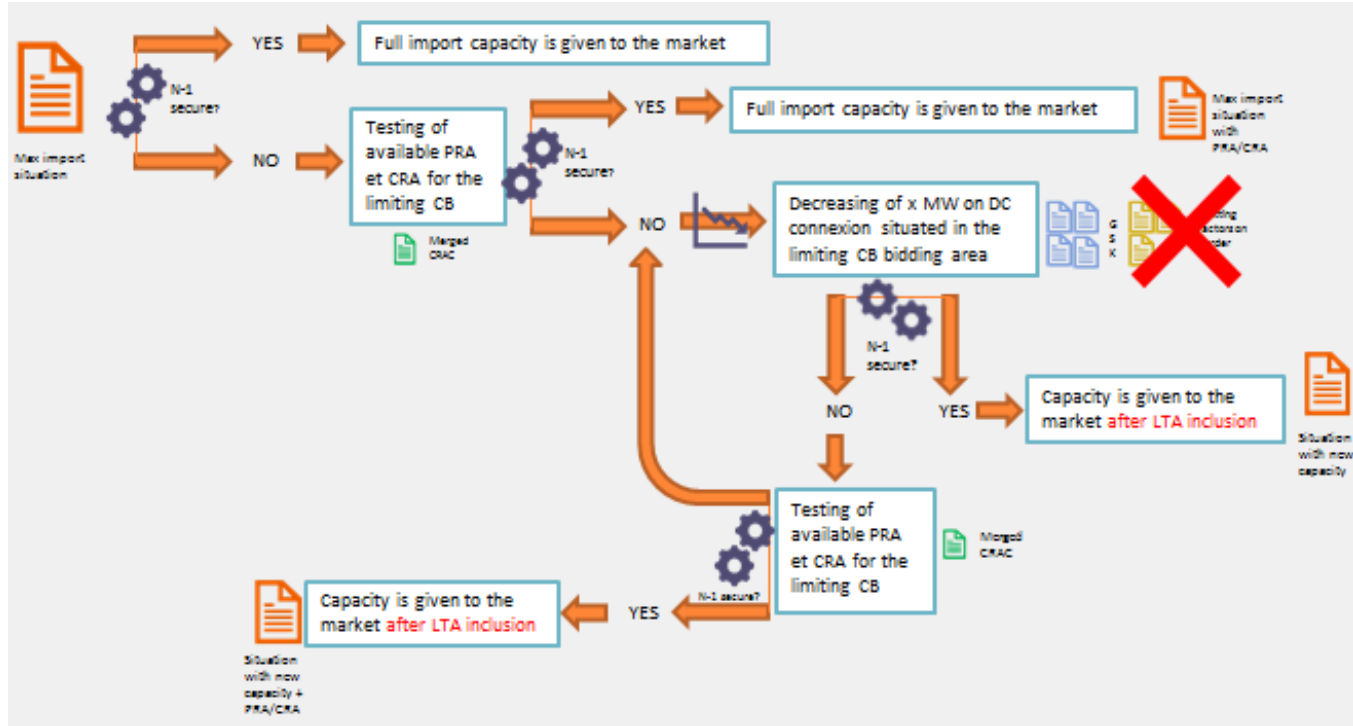 YES
Full import capacity is given to the market
N-1
secure?
Max import
situation
NO
Testing of
available PRA
et CRA for the
limiting CB
Merged
CRAC
N-1
secure?
YES
Full import capacity is given to the market
Max import
situation
with
PRA/CRA
NO
Decreasing of x MW on DC
connexion situated in the
limiting CB bidding area
G
S
K
N-1
secure?
NO
YES
Capacity is given to the
market after LTA inclusion
Situation
with new
capacity
Testing of
available PRA
et CRA for the
limiting CB
Merged
CRAC
N-1 secure?
YES
Capacity is given to the
market after LTA inclusion
Situation
with new
capacity +
PRA/CRA